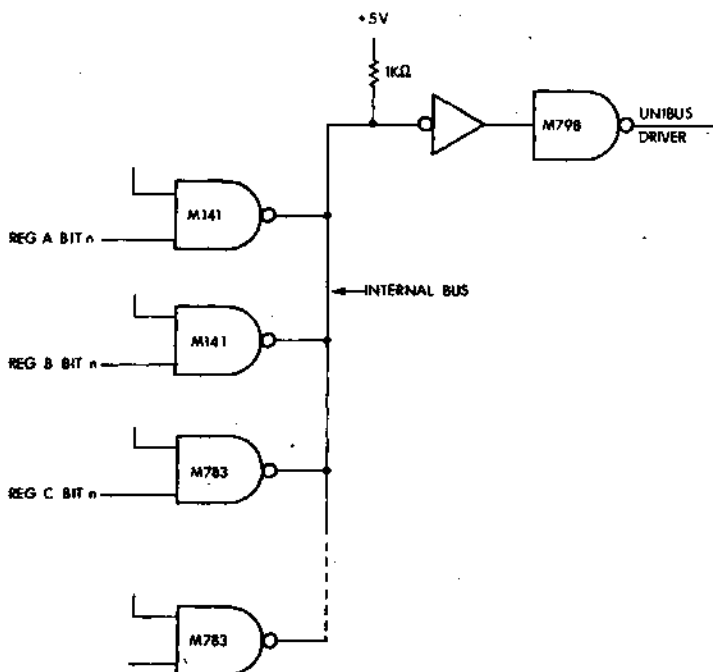 +5V
1KΩ
M798
UNIBUS
DRIVER
M141
REG A BIT n
INTERNAL BUS
M141
REG B BIT n
M783
REG C BIT n
M783